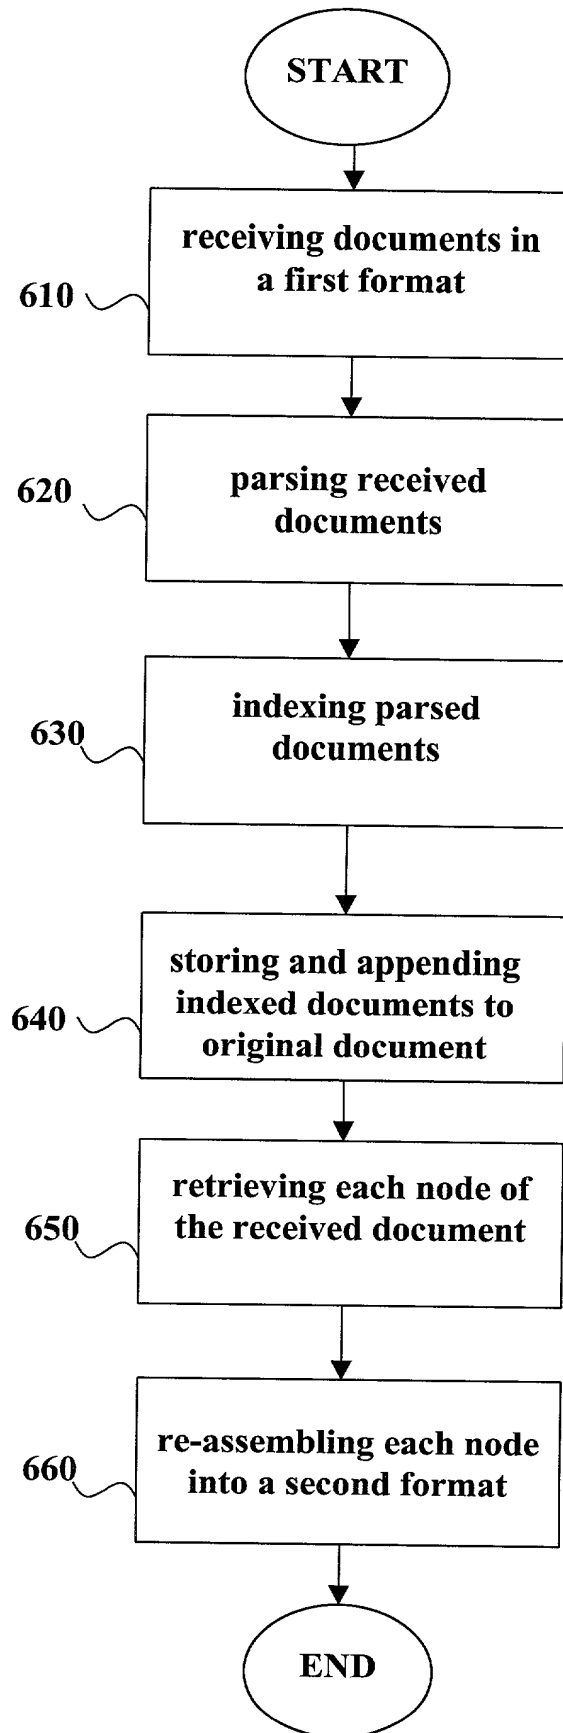 START
receiving documents in
a first format
610
parsing received
documents
620
indexing parsed
documents
630
storing and appending
indexed documents to
original document
640
retrieving each node of
the received document
650
re-assembling each node
into a second format
660
END